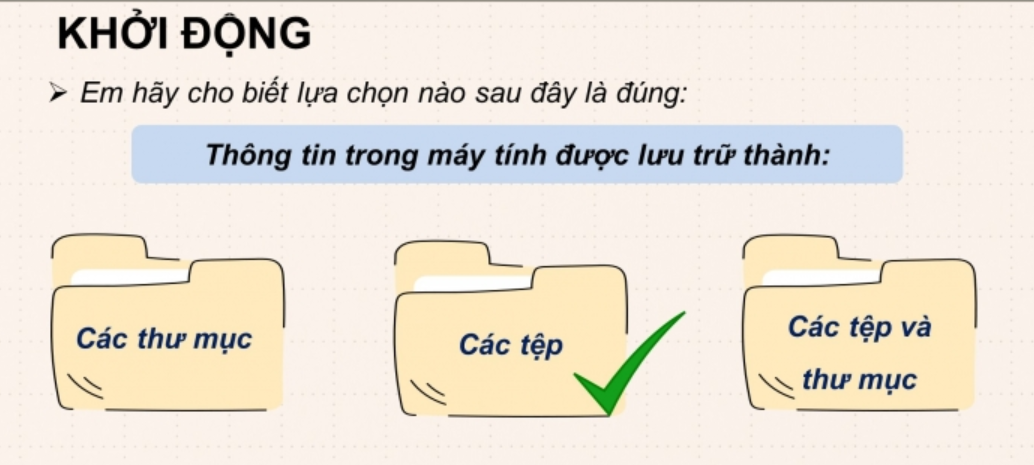 KHỞI ĐỘNG
➢ Em hãy cho biết lựa chọn nào sau đây là đúng:
Thông tin trong máy tính được lưu trữ thành:
Các thư mục
Các tệp
Các tệp và
thư mục